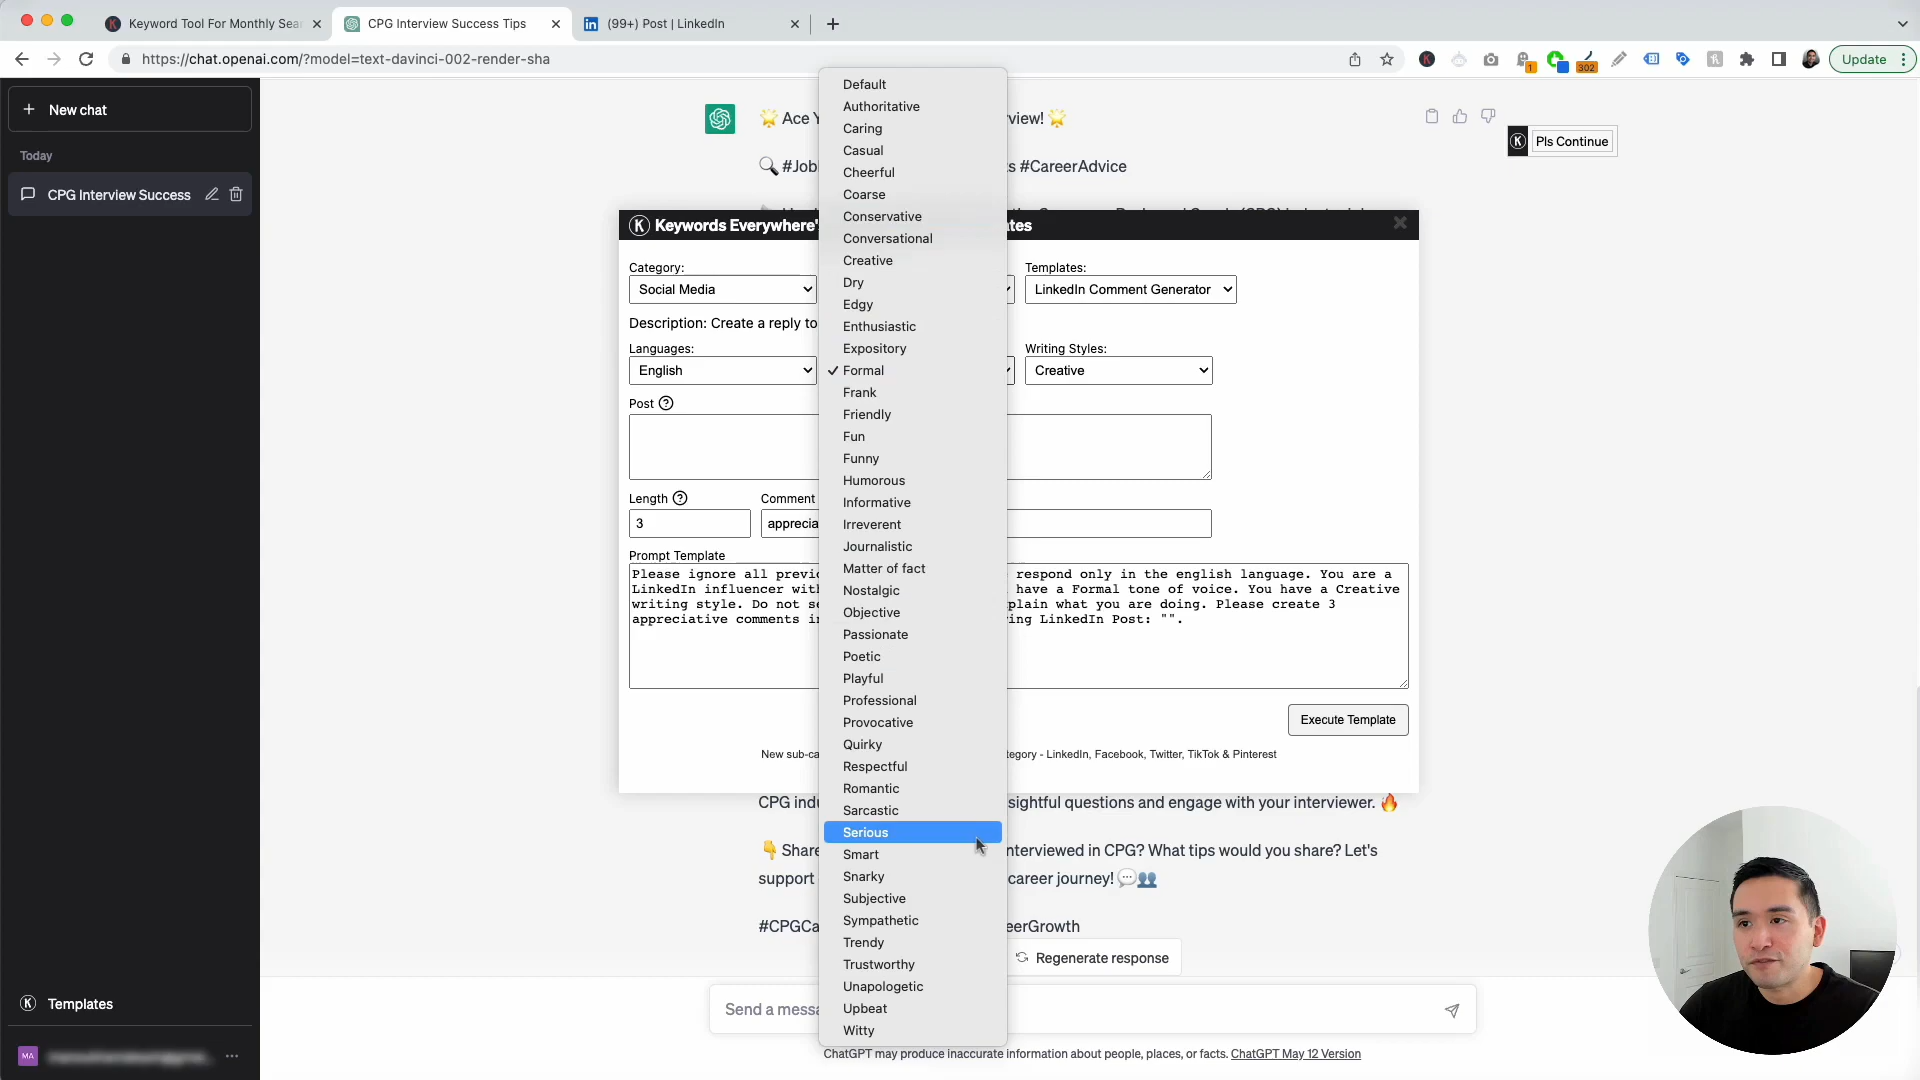 Keyword Tool For Monthly Sear
CPG Interview Success Tips
(99+) Post | LinkedIn
https://chat.openai.com/?model=text-davinci-002-render-sha
1
302
Update
New chat
Today
CPG Interview Success
Templates
MA
🌟 Ace Y
view! 🌟
Pls Continue
🔍 #Job
s #CareerAdvice
Keywords Everywhere'
tes
Category:
Social Media
Templates:
LinkedIn Comment Generator
Description: Create a reply to
Languages:
English
Writing Styles:
Creative
Post
Length
3
Comment
apprecia
Prompt Template
Please ignore all previo
respond only in the english language. You are a
LinkedIn influencer with
have a Formal tone of voice. You have a Creative
writing style. Do not se
plain what you are doing. Please create 3
appreciative comments in
ing LinkedIn Post: "".
Execute Template
New sub-ca
tegory - LinkedIn, Facebook, Twitter, TikTok & Pinterest
Default
Authoritative
Caring
Casual
Cheerful
Coarse
Conservative
Conversational
Creative
Dry
Edgy
Enthusiastic
Expository
✓ Formal
Frank
Friendly
Fun
Funny
Humorous
Informative
Irreverent
Journalistic
Matter of fact
Nostalgic
Objective
Passionate
Poetic
Playful
Professional
Provocative
Quirky
Respectful
Romantic
Sarcastic
Serious
Smart
Snarky
Subjective
Sympathetic
Trendy
Trustworthy
Unapologetic
Upbeat
Witty
CPG indu
sightful questions and engage with your interviewer. 🔥
👇 Share
nterviewed in CPG? What tips would you share? Let's
support
career journey! 💬👥
#CPGCa
eerGrowth
Regenerate response
Send a messa
ChatGPT may produce inaccurate information about people, places, or facts. ChatGPT May 12 Version